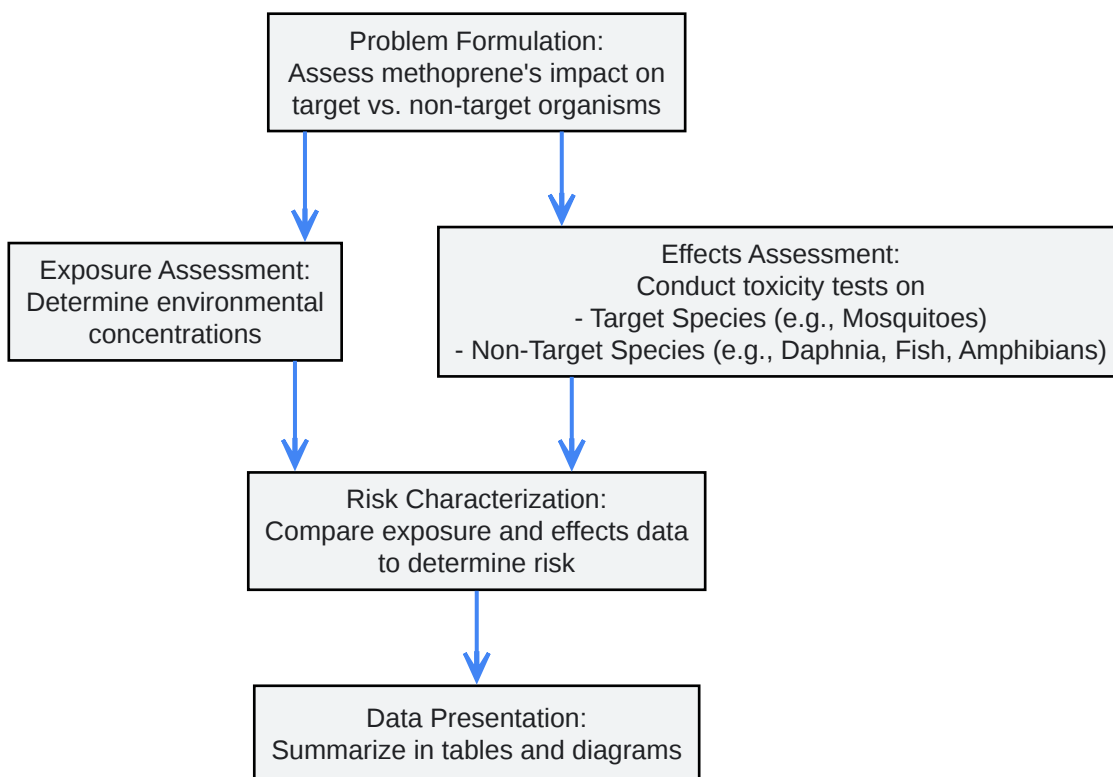 Problem Formulation:
Assess methoprene's impact on
target vs. non-target organisms
Exposure Assessment:
Determine environmental
concentrations
Effects Assessment:
Conduct toxicity tests on
- Target Species (e.g., Mosquitoes)
- Non-Target Species (e.g., Daphnia, Fish, Amphibians)
Risk Characterization:
Compare exposure and effects data
to determine risk
Data Presentation:
Summarize in tables and diagrams